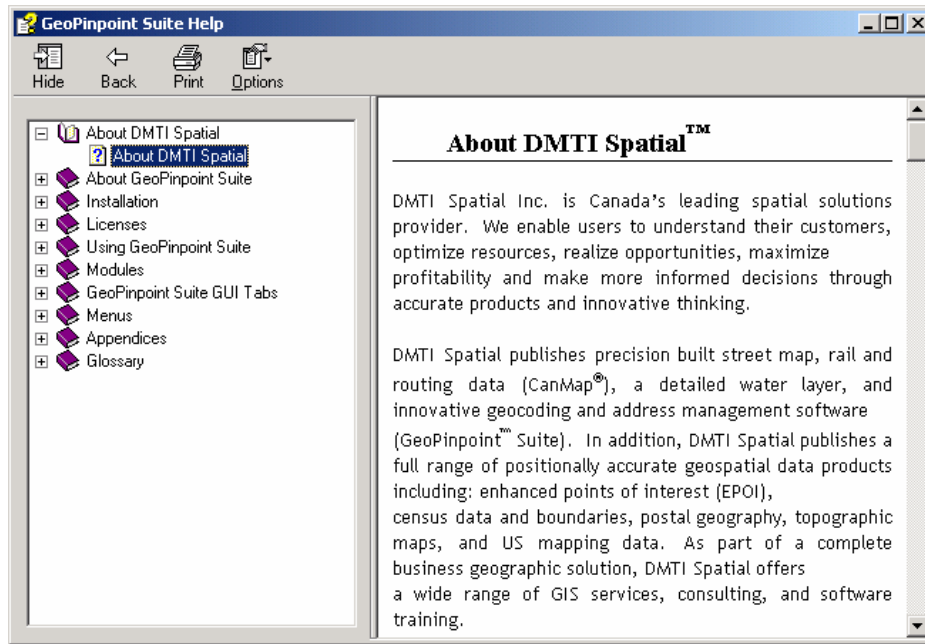 GeoPinpoint Suite Help
Hide Back Print Options
About DMTI Spatial
About DMTI Spatial
About GeoPinpoint Suite
Installation
Licenses
Using GeoPinpoint Suite
Modules
GeoPinpoint Suite GUI Tabs
Menus
Appendices
Glossary
About DMTI Spatial™
DMTI Spatial Inc. is Canada's leading spatial solutions
provider. We enable users to understand their customers,
optimize resources, realize opportunities, maximize
profitability and make more informed decisions through
accurate products and innovative thinking.
DMTI Spatial publishes precision built street map, rail and
routing data (CanMap®), a detailed water layer, and
innovative geocoding and address management software
(GeoPinpoint™ Suite). In addition, DMTI Spatial publishes a
full range of positionally accurate geospatial data products
including: enhanced points of interest (EPOI),
census data and boundaries, postal geography, topographic
maps, and US mapping data. As part of a complete
business geographic solution, DMTI Spatial offers
a wide range of GIS services, consulting, and software
training.